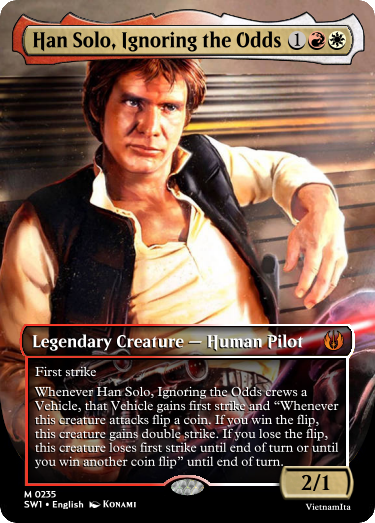 Han Solo, Ignoring the Odds 1
Legendary Creature — Human Pilot
First strike
Whenever Han Solo, Ignoring the Odds crews a
Vehicle, that Vehicle gains first strike and “Whenever
this creature attacks flip a coin. If you win the flip,
this creature gains double strike. If you lose the flip,
this creature loses first strike until end of turn or until
you win another coin flip” until end of turn.
2/1
M 0235
SW1 • English KONAMI
VietnamIta